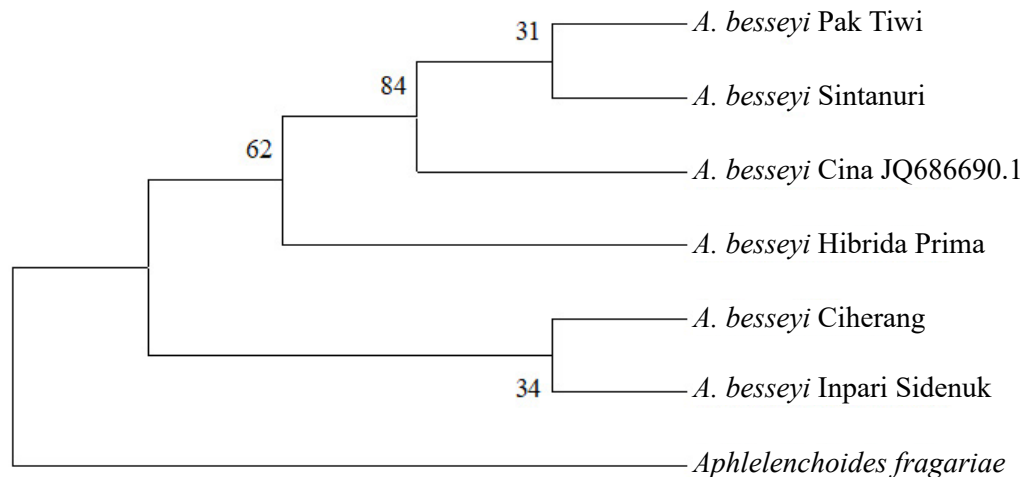 31
A. besseyi Pak Tiwi
84
A. besseyi Sintanuri
62
A. besseyi Cina JQ686690.1
A. besseyi Hibrida Prima
A. besseyi Ciherang
34
A. besseyi Inpari Sidenuk
Aphlelenchoides fragariae